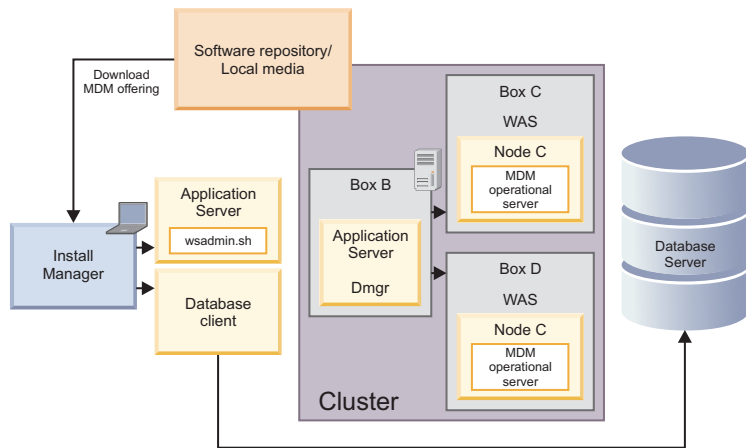 Software repository/
Local media
Download
MDM offering
Box C
WAS
Node C
MDM
operational
server
Box B
Application
Server
Dmgr
Application
Server
wsadmin.sh
Install
Manager
Database
client
Database
Server
Box D
WAS
Node C
MDM
operational
server
Cluster